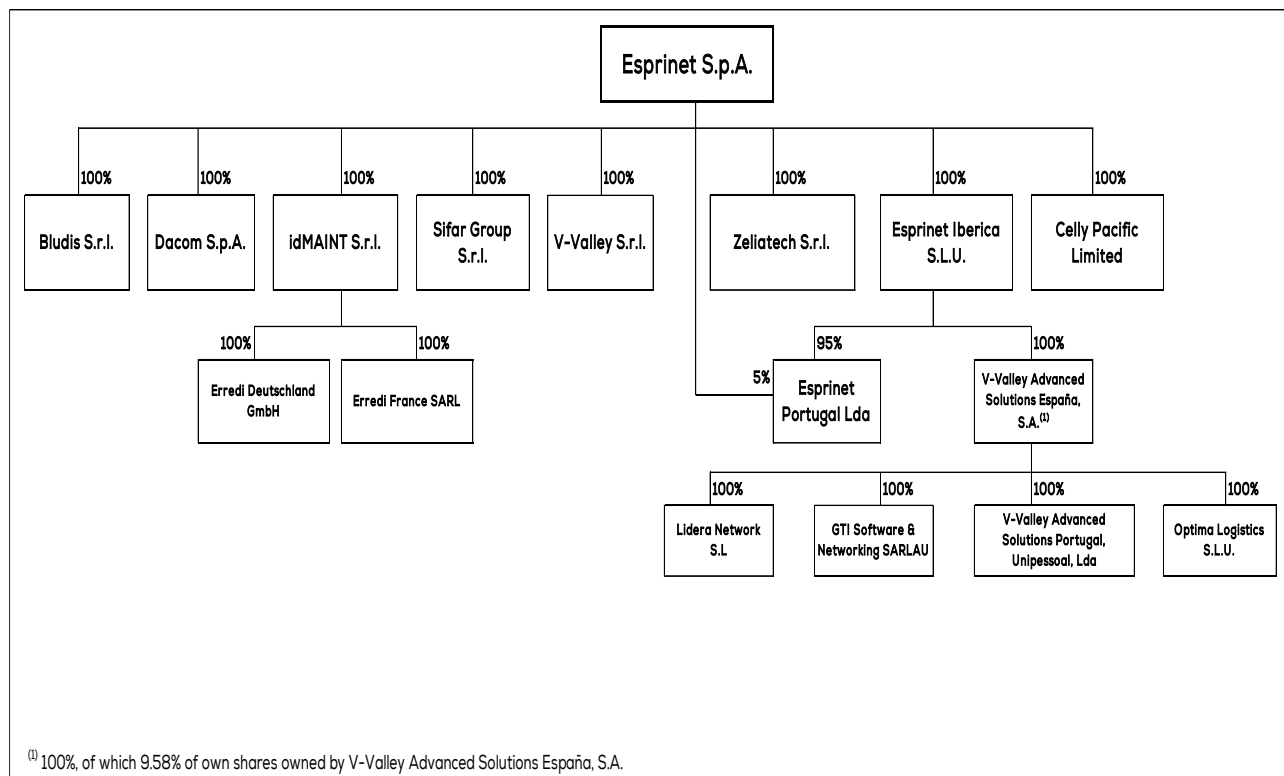 Esprinet S.p.A.
100%
100%
100%
100%
100%
100%
100%
100%
Bludis S.r.l.
Dacom S.p.A.
idMAINT S.r.l.
Sifar Group
S.r.l.
V-Valley S.r.l.
Zeliatech S.r.l.
Esprinet Iberica
S.L.U.
Celly Pacific
Limited
100%
100%
95%
100%
Erredi Deutschland
GmbH
Erredi France SARL
5%
Esprinet
Portugal Lda
V-Valley Advanced
Solutions España,
S.A.(1)
100%
100%
100%
100%
Lidera Network
S.L
GTI Software &
Networking SARLAU
V-Valley Advanced
Solutions Portugal,
Unipessoal, Lda
Optima Logistics
S.L.U.
(1) 100%, of which 9.58% of own shares owned by V-Valley Advanced Solutions España, S.A.